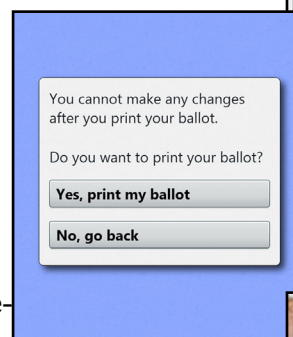 You cannot make any changes
after you print your ballot.
Do you want to print your ballot?
Yes, print my ballot
No, go back